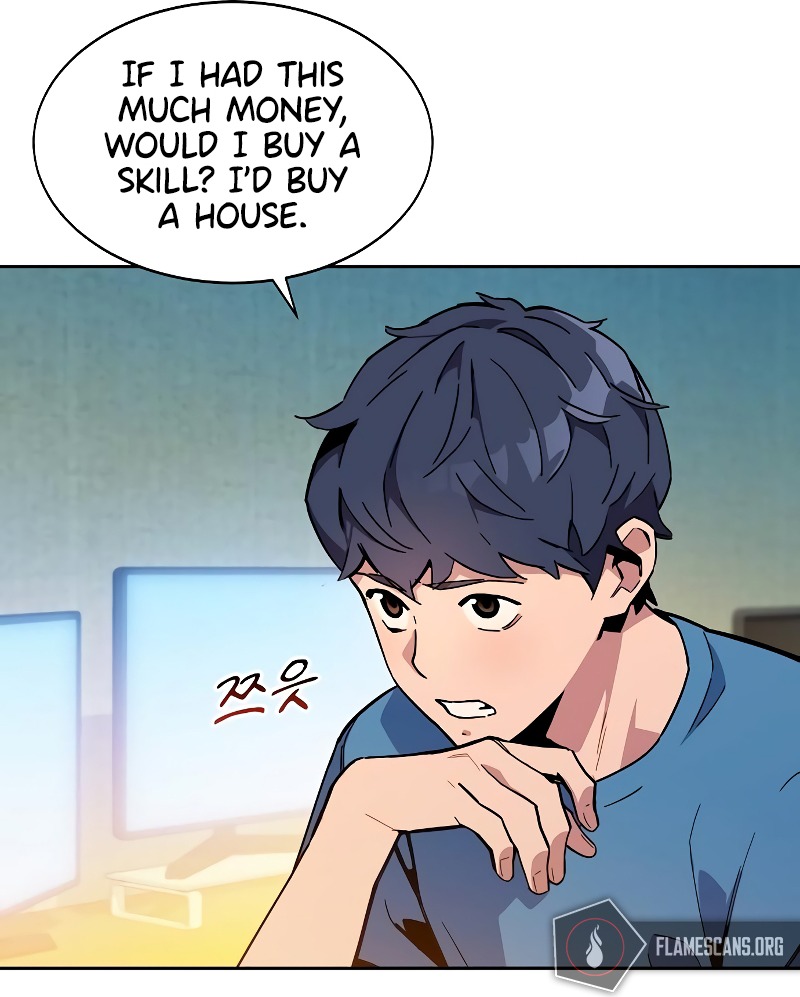 IF I HAD THIS
MUCH MONEY,
WOULD I BUY A
SKILL? I'D BUY
A HOUSE.
쯔읏
FLAMESCANS.ORG